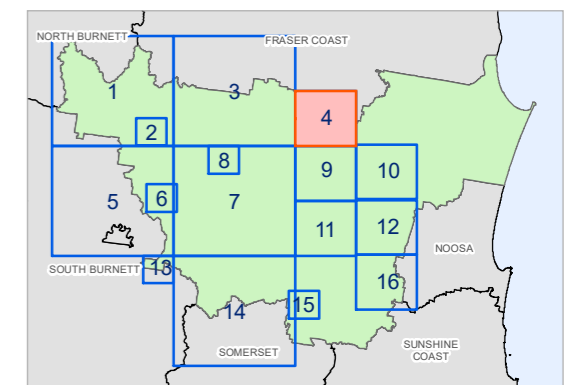 NORTH BURNETT
FRASER COAST
1
3
4
2
8
9
10
5
6
7
11
12
NOOSA
SOUTH BURNETT
13
16
14
15
SOMERSET
SUNSHINE
COAST